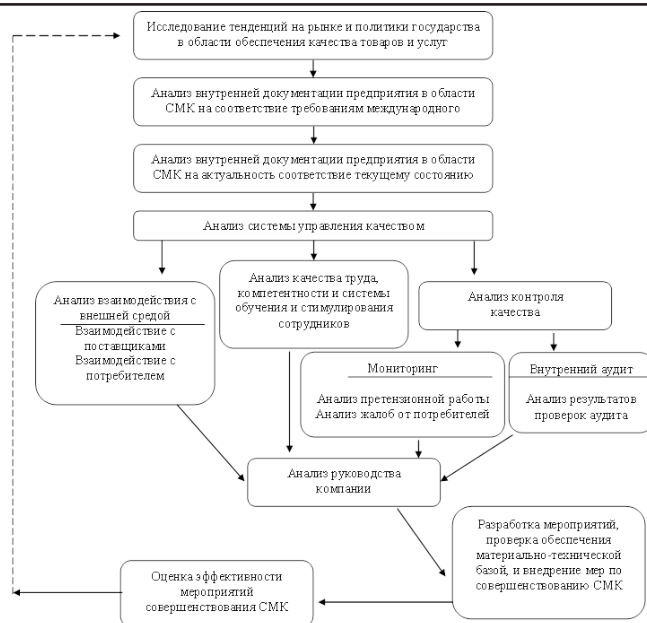 Исследование тенденций на рынке и политики государства
в области обеспечения качества товаров и услуг
Анализ внутренней документации предприятия в области
СМК на соответствие требованиям международного
Анализ внутренней документации предприятия в области
СМК на актуальность соответствие текущему состоянию
Анализ системы управления качеством
Анализ взаимодействия с
внешней средой
Взаимодействие с
поставщиками
Взаимодействие с
потребителем
Анализ качества труда,
компетентности и системы
обучения и стимулирования
сотрудников
Анализ контроля
качества
Мониторинг
Анализ претензионной работы
Анализ жалоб от потребителей
Внутренний аудит
Анализ результатов
проверок аудита
Анализ руководства
компании
Разработка мероприятий,
проверка обеспечения
материально-технической
базой, и внедрение мер по
совершенствованию СМК
Оценка эффективности
мероприятий
совершенствования СМК